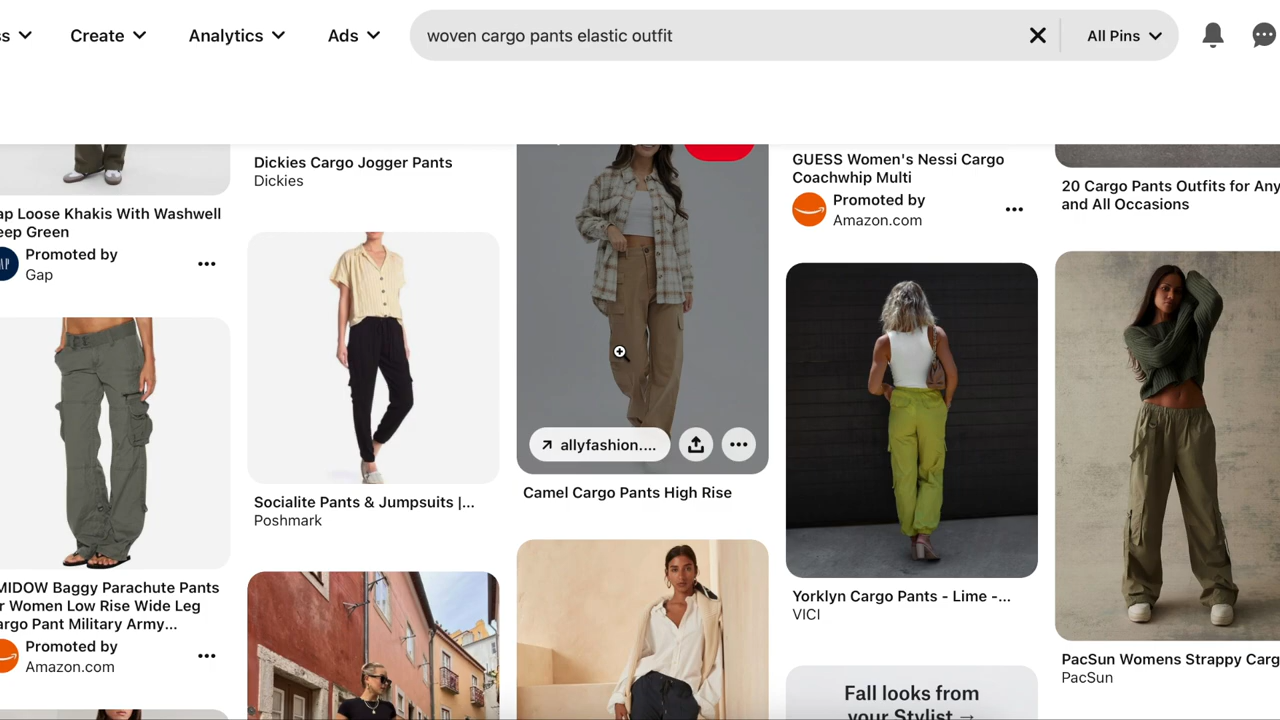 Create
Analytics
Ads
woven cargo pants elastic outfit
All Pins
Loose Khakis With Washwell
Green
Promoted by
Gap
Baggy Parachute Pants
Women Low Rise Wide Leg
Pant Military Army...
Promoted by
Amazon.com
Dickies Cargo Jogger Pants
Dickies
Socialite Pants & Jumpsuits |...
Poshmark
allyfashion....
Camel Cargo Pants High Rise
GUESS Women's Nessi Cargo
Coachwhip Multi
Promoted by
Amazon.com
Yorklyn Cargo Pants - Lime -...
VICI
Fall looks from
your Stylist →
20 Cargo Pants Outfits for Any
and All Occasions
PacSun Womens Strappy Carg
PacSun